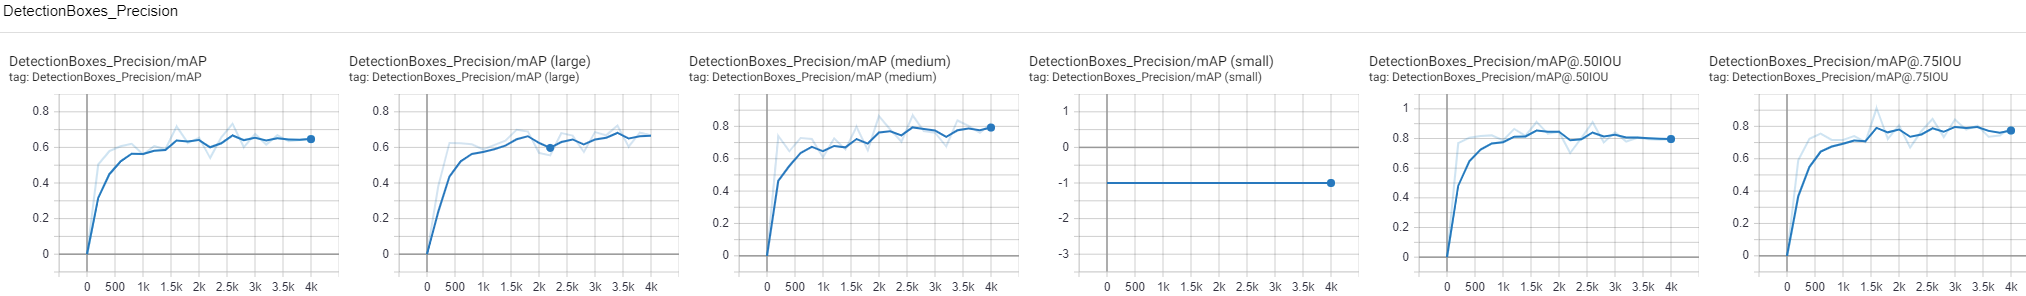 DetectionBoxes_Precision
DetectionBoxes_Precision/mAP
tag: DetectionBoxes_Precision/mAP
0.8
0.6
0.4
0.2
0
0 500 1k 1.5k 2k 2.5k 3k 3.5k 4k
DetectionBoxes_Precision/mAP (large)
tag: DetectionBoxes_Precision/mAP (large)
0.8
0.6
0.4
0.2
0
0 500 1k 1.5k 2k 2.5k 3k 3.5k 4k
DetectionBoxes_Precision/mAP (medium)
tag: DetectionBoxes_Precision/mAP (medium)
0.8
0.6
0.4
0.2
0
0 500 1k 1.5k 2k 2.5k 3k 3.5k 4k
DetectionBoxes_Precision/mAP (small)
tag: DetectionBoxes_Precision/mAP (small)
1
0
-1
-2
-3
0 500 1k 1.5k 2k 2.5k 3k 3.5k 4k
DetectionBoxes_Precision/mAP@.50IOU
tag: DetectionBoxes_Precision/mAP@.50IOU
1
0.8
0.6
0.4
0.2
0
0 500 1k 1.5k 2k 2.5k 3k 3.5k 4k
DetectionBoxes_Precision/mAP@.75IOU
tag: DetectionBoxes_Precision/mAP@.75IOU
0.8
0.6
0.4
0.2
0
0 500 1k 1.5k 2k 2.5k 3k 3.5k 4k